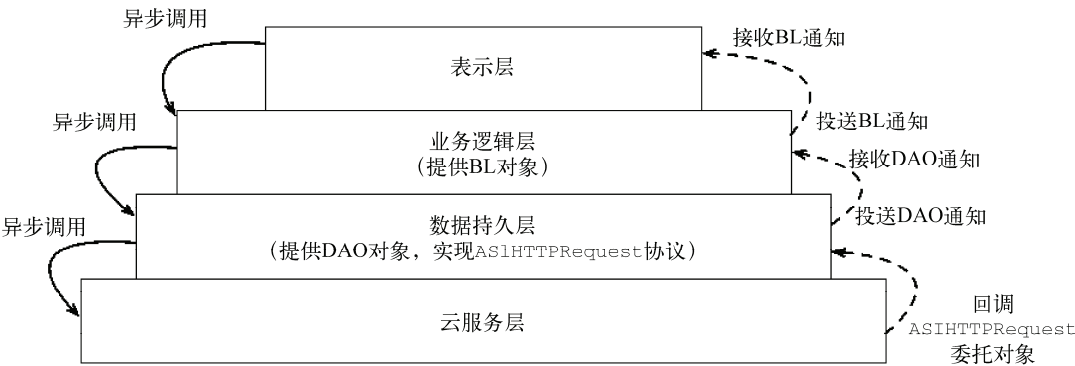 异步调用
接收BL通知
表示层
异步调用
投送BL通知
业务逻辑层
(提供BL对象)
接收DAO通知
异步调用
数据持久层
投送DAO通知
(提供DAO对象，实现ASlHTTPRequest协议)
云服务层
回调
ASIHTTPRequest
委托对象